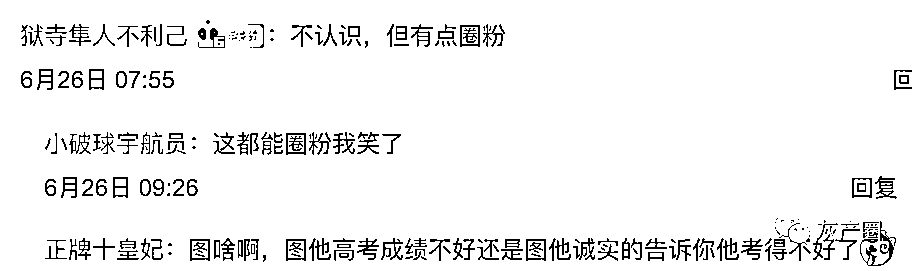 狱寺隼人不利己：不认识，但有点圈粉
6月26日 07:55
回
小破球宇航员：这都能圈粉我笑了
6月26日 09:26
回复
正牌十皇妃：图啥啊，图他高考成绩不好还是图他诚实的告诉你他考得不好了
灰产圈